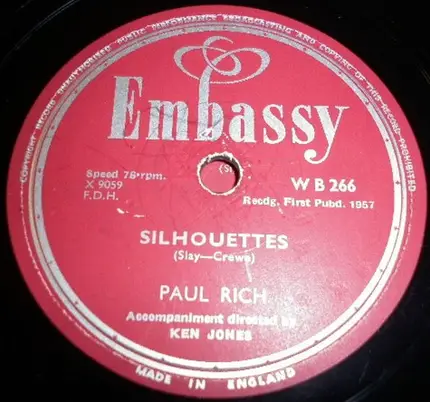 COPYRIGHT RECORD UNAUTHORISED PUBLIC PERFORMANCE BROADCASTING AND COPYING OF THIS RECORD PROHIBITED
Embassy
Speed 78 rpm.
X 9059
F.D.H.
W B 266
Recdg. First Pubd. 1957
SILHOUETTES
(Slay—Crewe)
PAUL RICH
Accompaniment directed by
KEN JONES
MADE IN ENGLAND